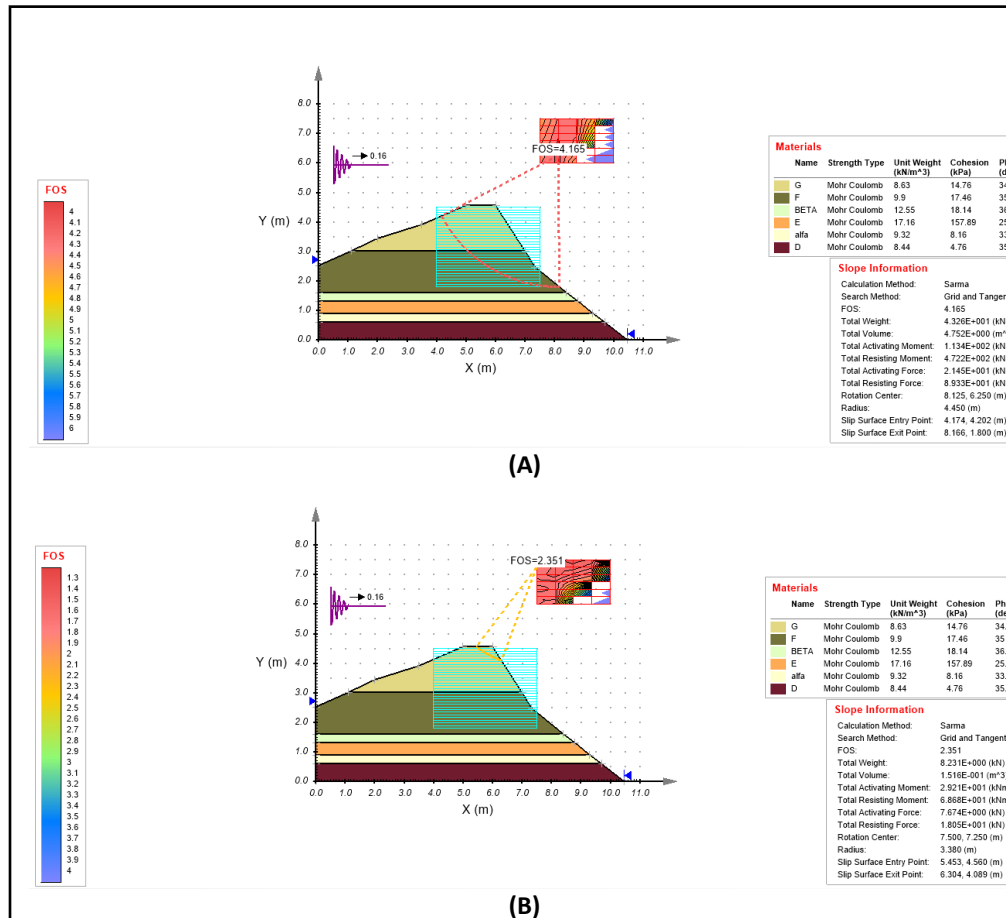 8.0
7.0
6.0
5.0
4.0
3.0
2.0
1.0
0.0
Y (m)
0.0 1.0 2.0 3.0 4.0 5.0 6.0 7.0 8.0 9.0 10.0 11.0
X (m)
0.16
FOS=4.165
FOS
4
4.1
4.2
4.3
4.4
4.5
4.6
4.7
4.8
4.9
5
5.1
5.2
5.3
5.4
5.5
5.6
5.7
5.8
5.9
6
Materials
Name Strength Type Unit Weight (kN/m^3) Cohesion (kPa)
G Mohr Coulomb 8.63 14.76 34
F Mohr Coulomb 9.9 17.46 35
BETA Mohr Coulomb 12.55 18.14 36
E Mohr Coulomb 17.16 157.89 25
alfa Mohr Coulomb 9.32 8.16 33
D Mohr Coulomb 8.44 4.76 35
Slope Information
Calculation Method: Sarma
Search Method: Grid and Tangen
FOS: 4.165
Total Weight: 4.326E+001 (kN
Total Volume: 4.752E+000 (m^
Total Activating Moment: 1.134E+002 (kN
Total Resisting Moment: 4.722E+002 (kN
Total Activating Force: 2.145E+001 (kN
Total Resisting Force: 8.933E+001 (kN
Rotation Center: 8.125, 6.250 (m)
Radius: 4.450 (m)
Slip Surface Entry Point: 4.174, 4.202 (m)
Slip Surface Exit Point: 8.166, 1.800 (m)
(A)
8.0
7.0
6.0
5.0
4.0
3.0
2.0
1.0
0.0
Y (m)
0.0 1.0 2.0 3.0 4.0 5.0 6.0 7.0 8.0 9.0 10.0 11.0
X (m)
0.16
FOS=2.351
FOS
1.3
1.4
1.5
1.7
1.8
1.9
2.1
2.2
2.4
2.5
2.6
2.8
2.9
3.1
3.2
3.3
3.5
3.6
3.7
3.9
4
Materials
Name Strength Type Unit Weight (kN/m^3) Cohesion (kPa)
G Mohr Coulomb 8.63 14.76 34.
F Mohr Coulomb 9.9 17.46 35
BETA Mohr Coulomb 12.55 18.14 36.
E Mohr Coulomb 17.16 157.89 25.
alfa Mohr Coulomb 9.32 8.16 33.
D Mohr Coulomb 8.44 4.76 35.
Slope Information
Calculation Method: Sarma
Search Method: Grid and Tangent
FOS: 2.351
Total Weight: 8.231E+000 (kN)
Total Volume: 1.516E-001 (m^3)
Total Activating Moment: 2.921E+001 (kNm
Total Resisting Moment: 6.868E+001 (kNm
Total Activating Force: 7.674E+000 (kN)
Total Resisting Force: 1.805E+001 (kN)
Rotation Center: 7.500, 7.250 (m)
Radius: 3.380 (m)
Slip Surface Entry Point: 5.453, 4.560 (m)
Slip Surface Exit Point: 6.304, 4.089 (m)
(B)